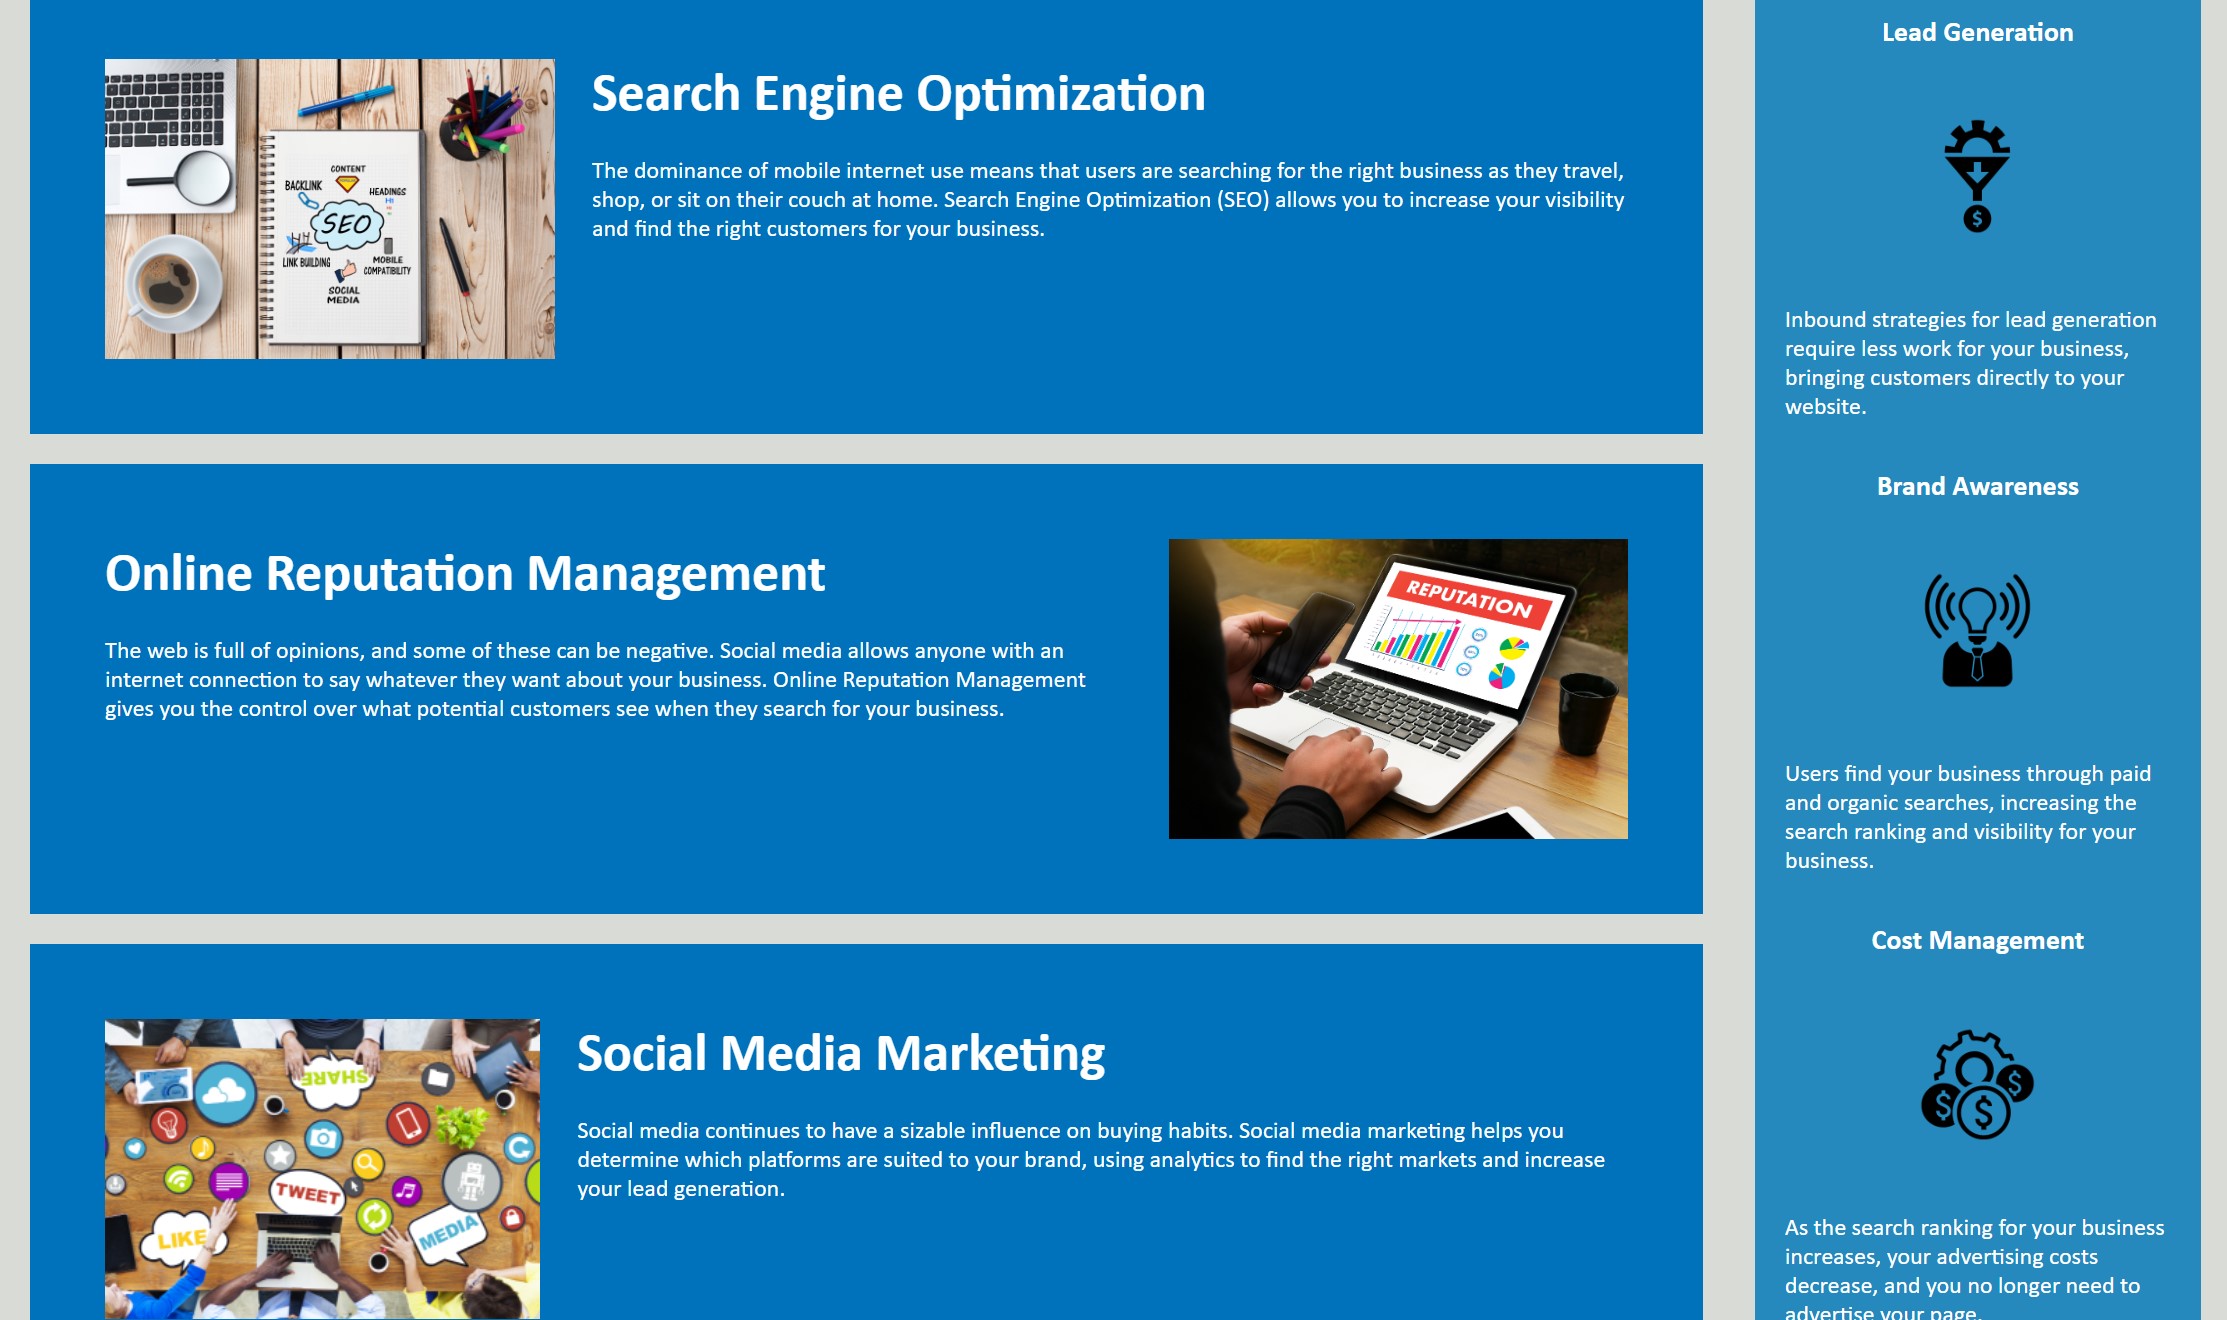 Search Engine Optimization
The dominance of mobile internet use means that users are searching for the right business as they travel,
shop, or sit on their couch at home. Search Engine Optimization (SEO) allows you to increase your visibility
and find the right customers for your business.
CONTENT
BACKLINK
HEADINGS
H1
SEO
LINK BUILDING
MOBILE
COMPATIBILITY
SOCIAL
MEDIA
Online Reputation Management
The web is full of opinions, and some of these can be negative. Social media allows anyone with an
internet connection to say whatever they want about your business. Online Reputation Management
gives you the control over what potential customers see when they search for your business.
REPUTATION
Social Media Marketing
Social media continues to have a sizable influence on buying habits. Social media marketing helps you
determine which platforms are suited to your brand, using analytics to find the right markets and increase
your lead generation.
SHARE
TWEET
LIKE
MEDIA
Lead Generation
$
Inbound strategies for lead generation
require less work for your business,
bringing customers directly to your
website.
Brand Awareness
Users find your business through paid
and organic searches, increasing the
search ranking and visibility for your
business.
Cost Management
$ $ $
As the search ranking for your business
increases, your advertising costs
decrease, and you no longer need to
advertise your page.